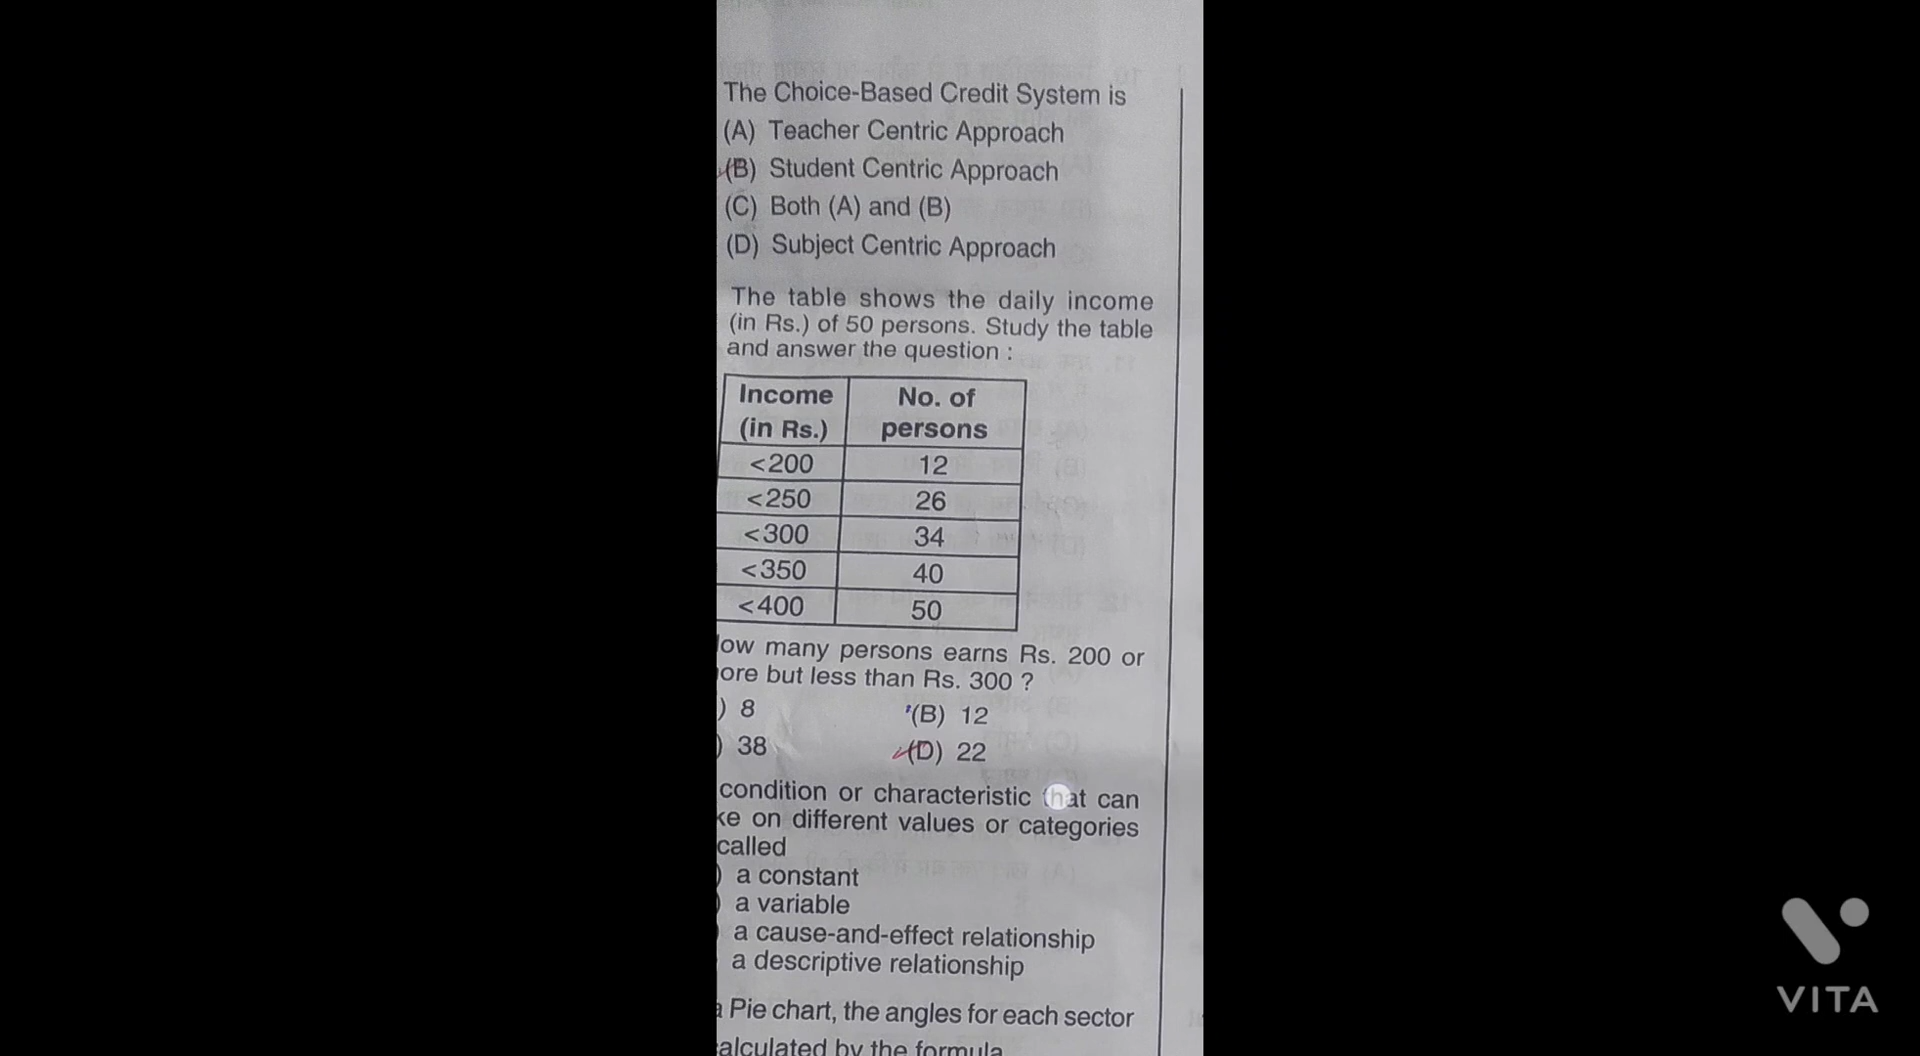 The Choice-Based Credit System is
(A) Teacher Centric Approach
(B) Student Centric Approach
(C) Both (A) and (B)
(D) Subject Centric Approach
The table shows the daily income
(in Rs.) of 50 persons. Study the table
and answer the question :
Income (in Rs.) No. of persons
<200 12
<250 26
<300 34
<350 40
<400 50
ow many persons earns Rs. 200 or
ore but less than Rs. 300 ?
) 8 (B) 12
) 38 (D) 22
condition or characteristic that can
ke on different values or categories
called
) a constant
) a variable
a cause-and-effect relationship
a descriptive relationship
a Pie chart, the angles for each sector
alculated by the formula
VITA